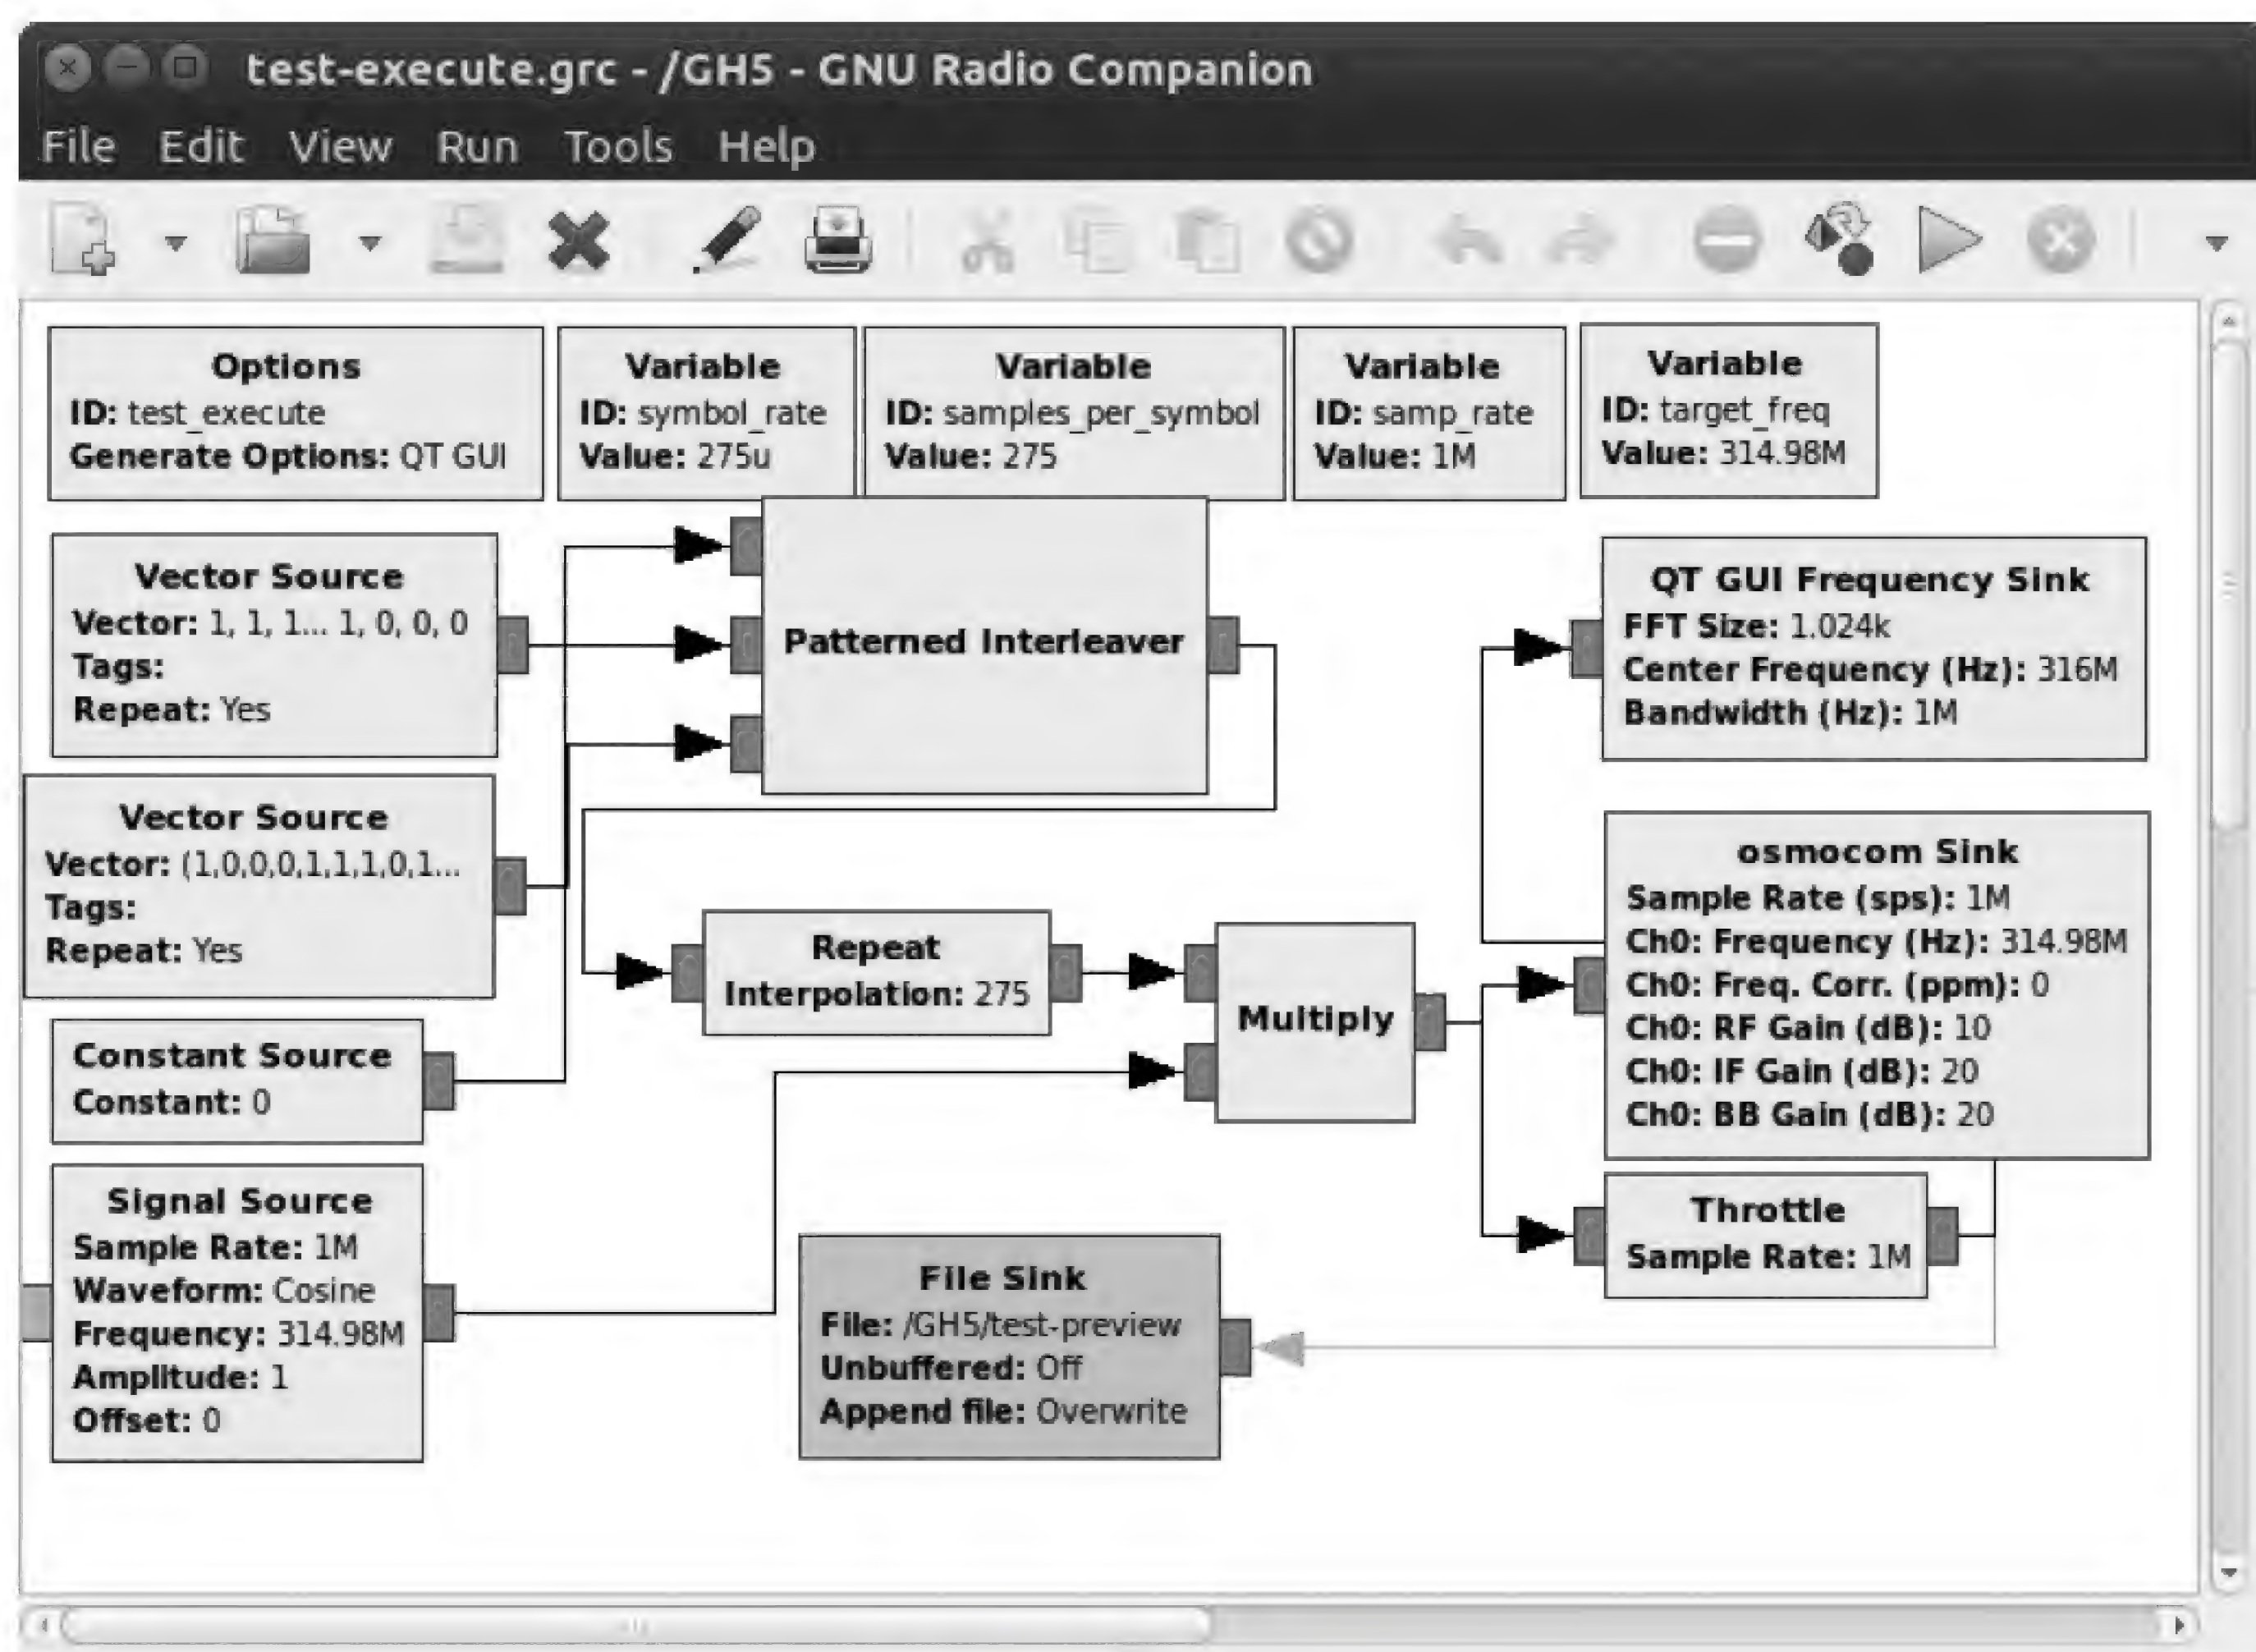 test-execute.grc - /GH5 - GNU Radio Companion
File Edit View Run Tools Help
Options
ID: test_execute
Generate Options: QT GUI
Variable
ID: symbol_rate
Value: 275u
Variable
ID: samples_per_symbol
Value: 275
Variable
ID: samp_rate
Value: 1M
Variable
ID: target_freq
Value: 314.98M
Vector Source
Vector: 1, 1, 1... 1, 0, 0, 0
Tags:
Repeat: Yes
Patterned Interleaver
QT GUI Frequency Sink
FFT Size: 1.024k
Center Frequency (Hz): 316M
Bandwidth (Hz): 1M
Vector Source
Vector: (1,0,0,0,1,1,1,0,1...
Tags:
Repeat: Yes
Repeat
Interpolation: 275
Multiply
osmocom Sink
Sample Rate (sps): 1M
Ch0: Frequency (Hz): 314.98M
Ch0: Freq. Corr. (ppm): 0
Ch0: RF Gain (dB): 10
Ch0: IF Gain (dB): 20
Ch0: BB Gain (dB): 20
Constant Source
Constant: 0
Signal Source
Sample Rate: 1M
Waveform: Cosine
Frequency: 314.98M
Amplitude: 1
Offset: 0
File Sink
File: /GH5/test-preview
Unbuffered: Off
Append file: Overwrite
Throttle
Sample Rate: 1M